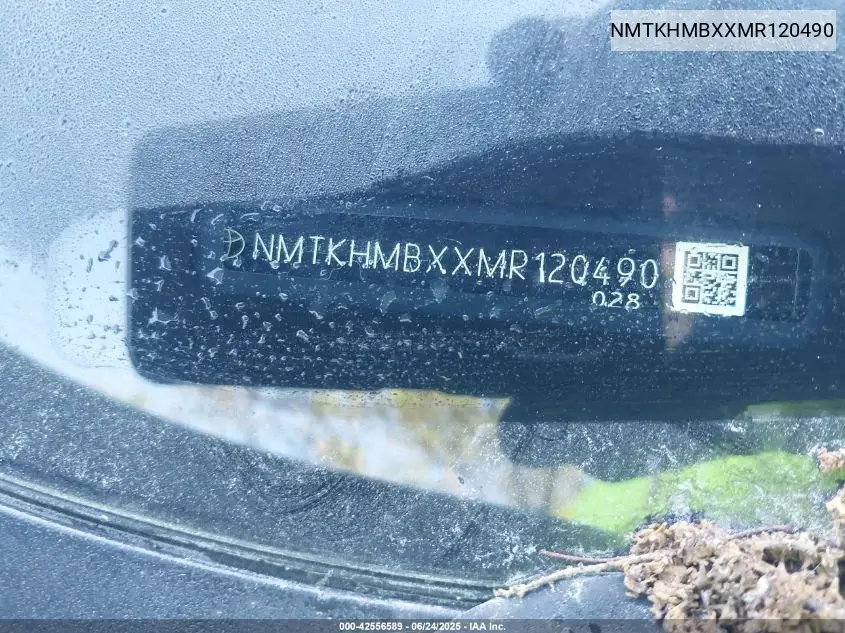 NMTKHMBXXMR120490
NMTKHMBXXMR120490
028
000-42556589 - 06/24/2025 - IAA Inc.